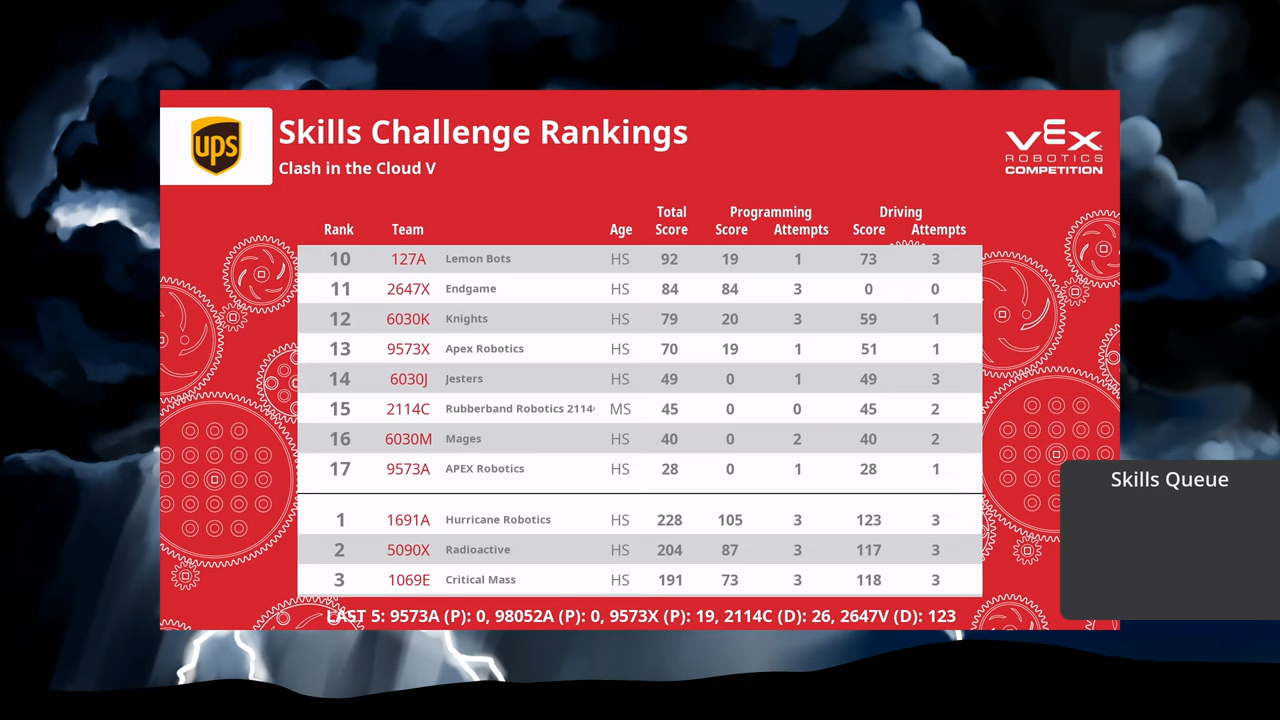 ups
Skills Challenge Rankings
Clash in the Cloud V
VEX
ROBOTICS
COMPETITION
Total Programming Driving
Rank Team Age Score Score Attempts Score Attempts
10 127A Lemon Bots HS 92 19 1 73 3
11 2647X Endgame HS 84 84 3 0 0
12 6030K Knights HS 79 20 3 59 1
13 9573X Apex Robotics HS 70 19 1 51 1
14 6030J Jesters HS 49 0 1 49 3
15 2114C Rubberband Robotics 2114 MS 45 0 0 45 2
16 6030M Mages HS 40 0 2 40 2
17 9573A APEX Robotics HS 28 0 1 28 1
1 1691A Hurricane Robotics HS 228 105 3 123 3
2 5090X Radioactive HS 204 87 3 117 3
3 1069E Critical Mass HS 191 73 3 118 3
LAST 5: 9573A (P): 0, 98052A (P): 0, 9573X (P): 19, 2114C (D): 26, 2647V (D): 123
Skills Queue